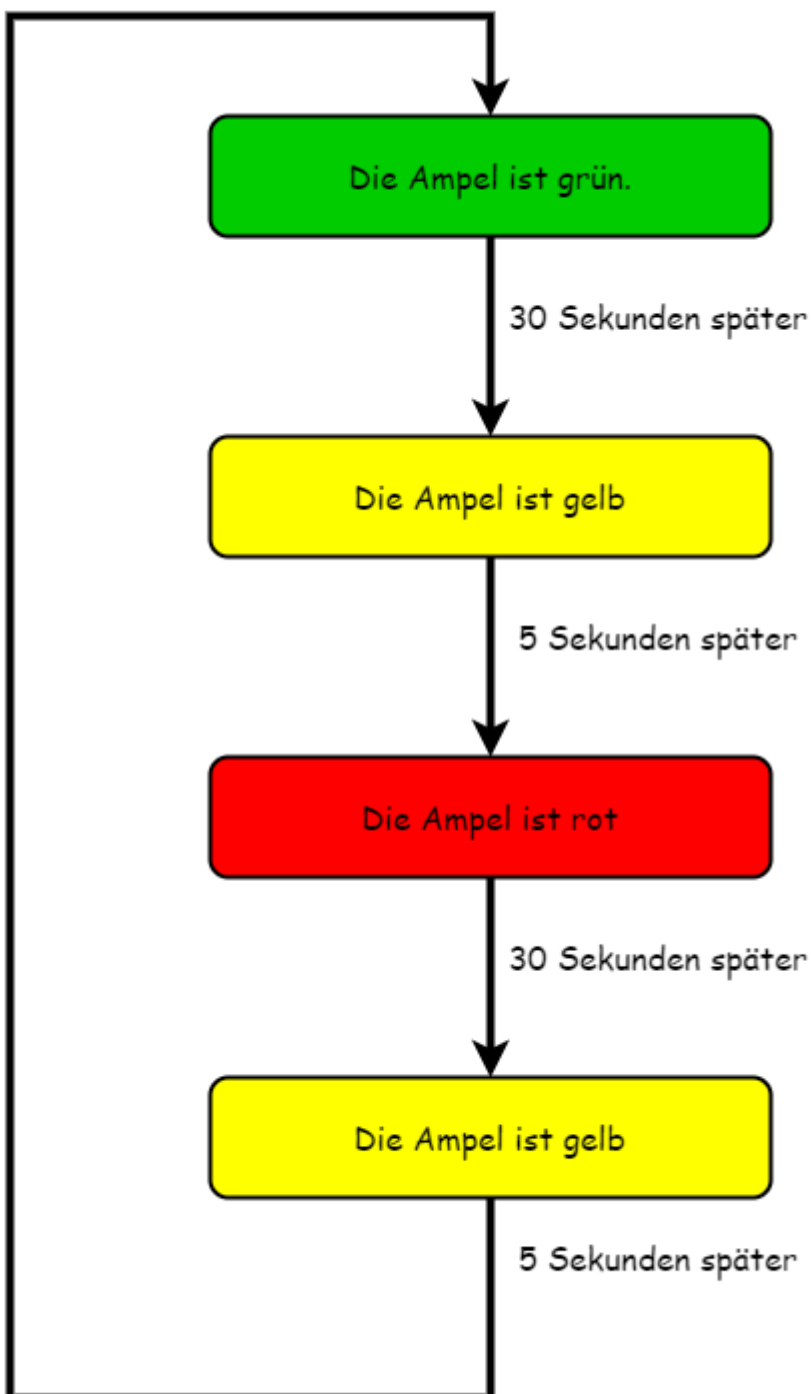 Die Ampel ist grün.
30 Sekunden später
Die Ampel ist gelb
5 Sekunden später
Die Ampel ist rot
30 Sekunden später
Die Ampel ist gelb
5 Sekunden später